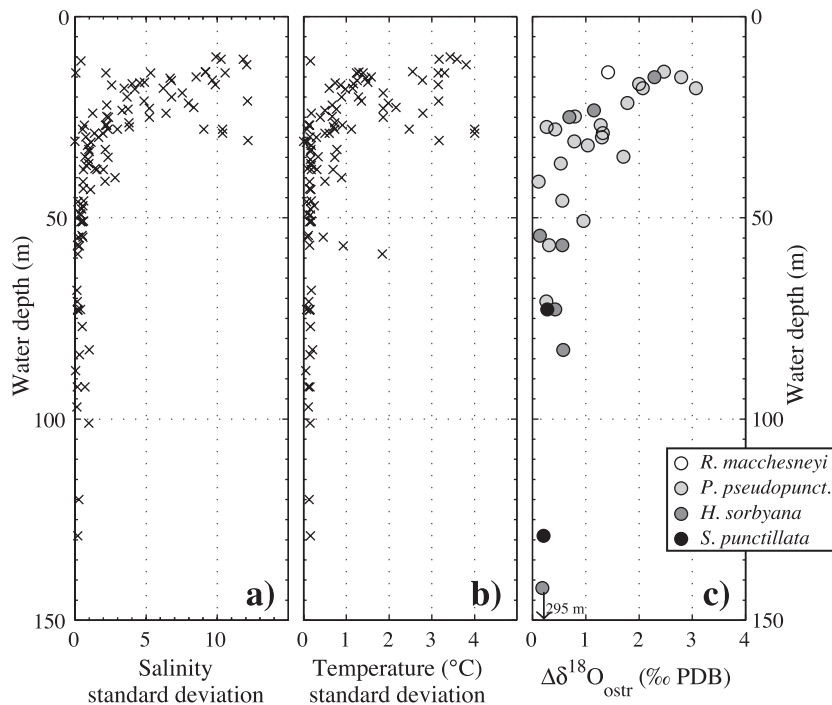 0
50
100
150
Water depth (m)
0 5 10
Salinity
standard deviation
a)
0 1 2 3 4
Temperature (°C)
standard deviation
b)
0 1 2 3 4
Δδ¹⁸O_ostr (‰ PDB)
c)
295 m
R. macchesneyi
P. pseudopunct.
H. sorbyana
S. punctillata
0
50
100
150
Water depth (m)